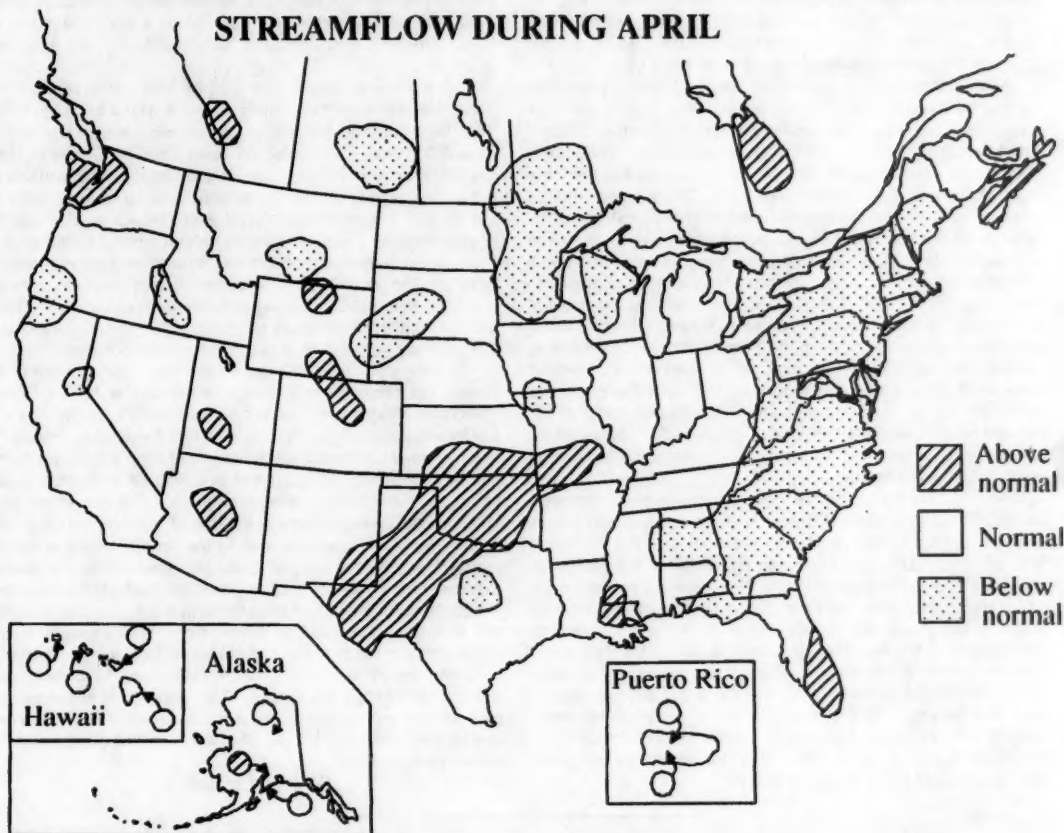 STREAMFLOW DURING APRIL
Above
normal
Normal
Below
normal
Alaska
Hawaii
Puerto Rico